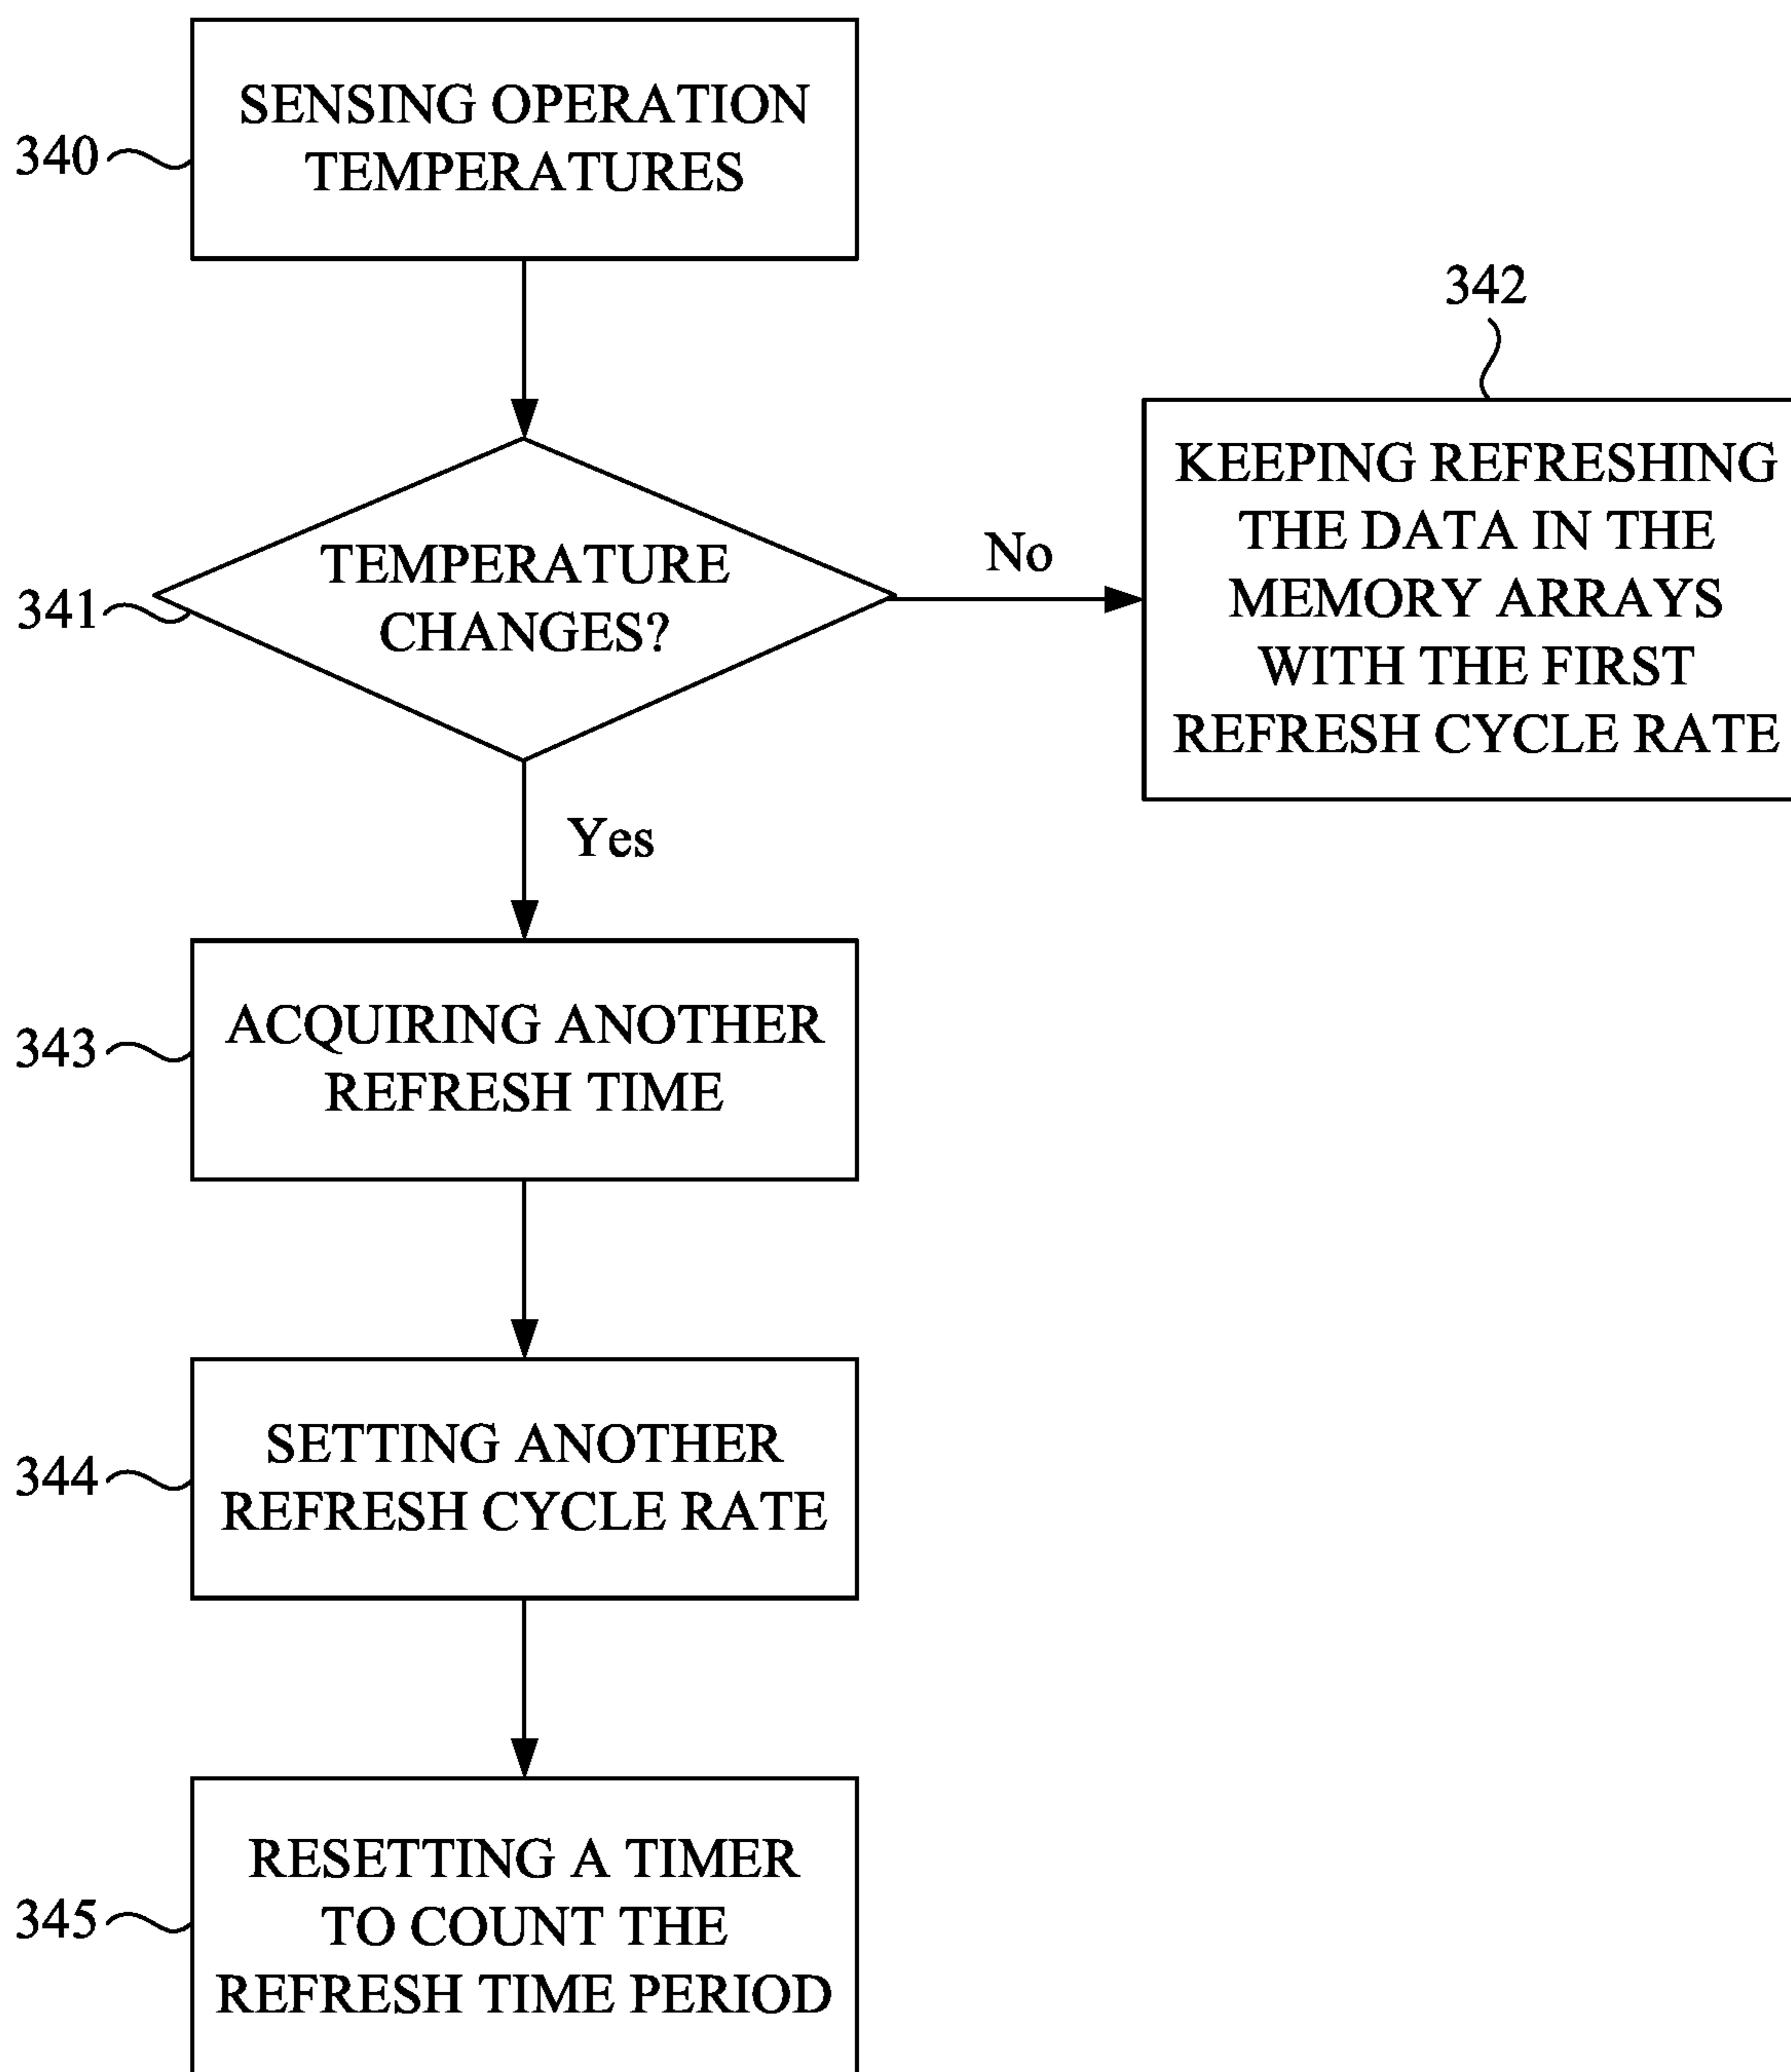 340
SENSING OPERATION
TEMPERATURES
341
TEMPERATURE
CHANGES?
No
342
KEEPING REFRESHING
THE DATA IN THE
MEMORY ARRAYS
WITH THE FIRST
REFRESH CYCLE RATE
Yes
343
ACQUIRING ANOTHER
REFRESH TIME
344
SETTING ANOTHER
REFRESH CYCLE RATE
345
RESETTING A TIMER
TO COUNT THE
REFRESH TIME PERIOD